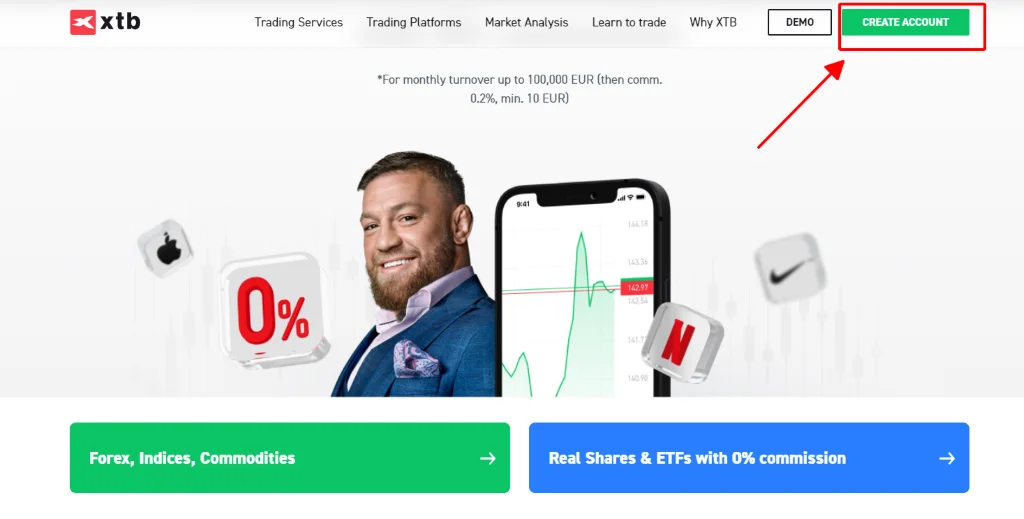 xtb
Trading Services
Trading Platforms
Market Analysis
Learn to trade
Why XTB
DEMO
CREATE ACCOUNT
*For monthly turnover up to 100,000 EUR (then comm.
0.2%, min. 10 EUR)
9:41
144.18
143.36
142.97
142.54
140.90
0%
N
Forex, Indices, Commodities
Real Shares & ETFs with 0% commission